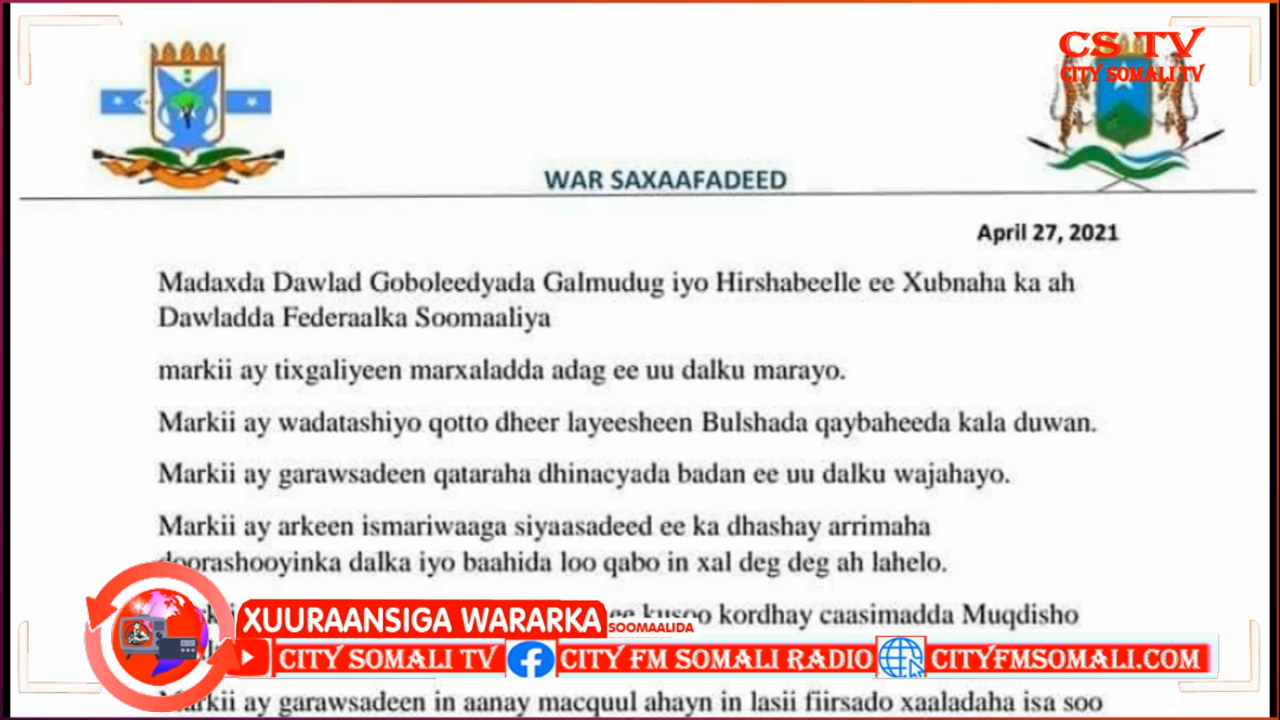 CS TV
CITY SOMALI TV
WAR SAXAAFADEED
April 27, 2021
Madaxda Dawlad Goboleedyada Galmudug iyo Hirshabeelle ee Xubnaha ka ah
Dawladda Federaalka Soomaaliya
markii ay tixgaliyeen marxaladda adag ee uu dalku marayo.
Markii ay wadatashiyo qotto dheer layeesheen Bulshada qaybaheeda kala duwan.
Markii ay garawsadeen qataraha dhinacyada badan ee uu dalku wajahayo.
Markii ay arkeen ismariwaaga siyaasadeed ee ka dhashay arrimaha
doorashooyinka dalka iyo baahida loo qabo in xal deg deg ah lahelo.
ee kusoo kordhay caasimadda Muqdisho
XUURAANSIGA WARARKA
SOOMAALIDA
CITY SOMALI TV CITY FM SOMALI RADIO CITYFMSOMALI.COM
Markii ay garawsadeen in aanay macquul ahayn in lasii fiirsado xaaladaha isa soo